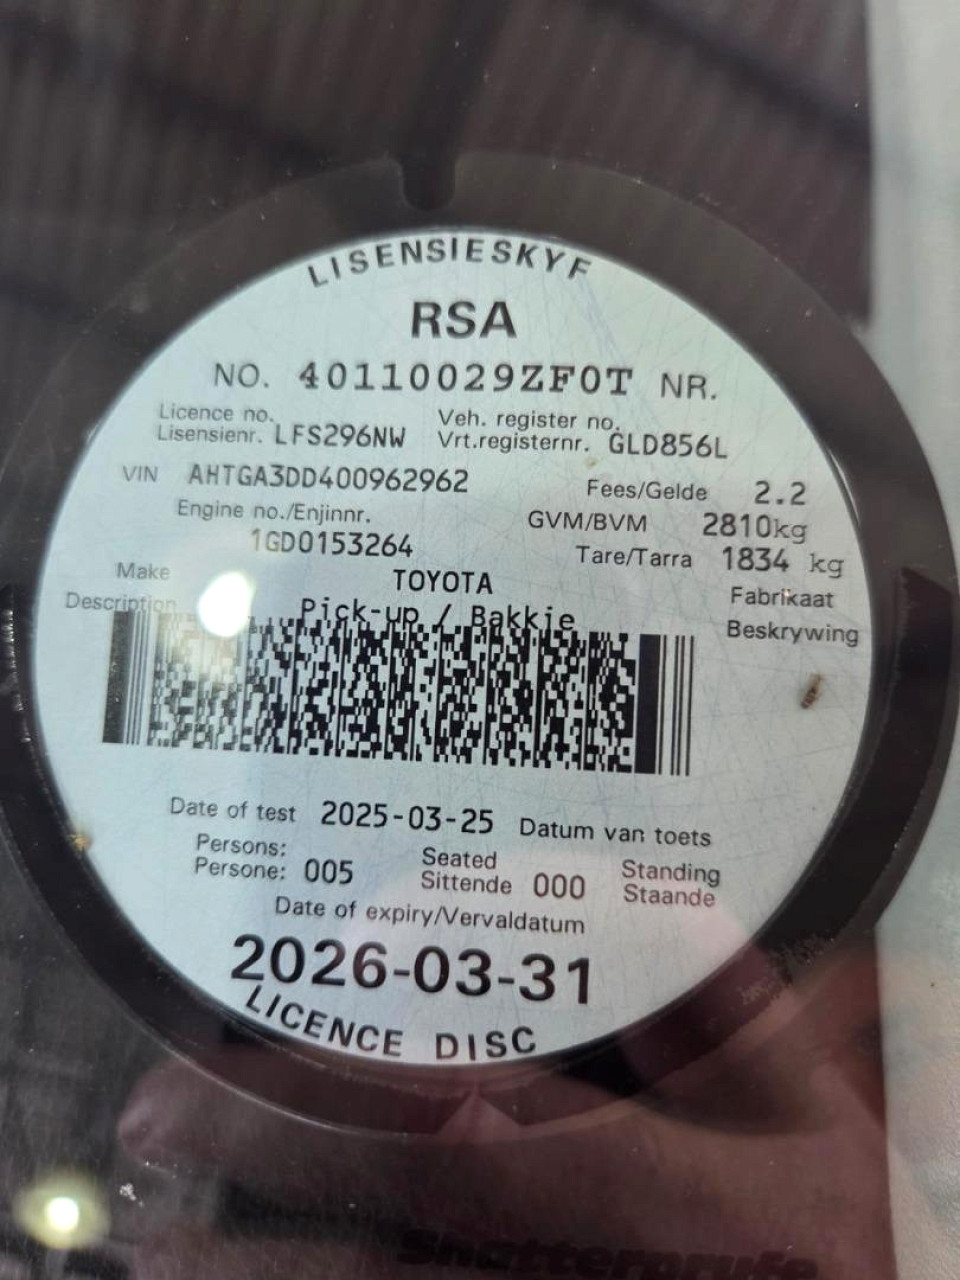 LISENSIESKYF
RSA
NO. 40110029ZF0T NR.
Licence no. Veh. register no.
Lisensienr. LFS296NW Vrt.registernr. GLD856L
VIN AHTGA3DD400962962 Fees/Gelde 2.2
Engine no./Enjinnr. GVM/BVM 2810kg
1GD0153264 Tare/Tarra 1834 kg
Make TOYOTA Fabrikaat
Description Pick-up / Bakkie Beskrywing
Date of test 2025-03-25 Datum van toets
Persons: Seated Standing
Persone: 005 Sittende 000 Staande
Date of expiry/Vervaldatum
2026-03-31
LICENCE DISC
Shatterprufe